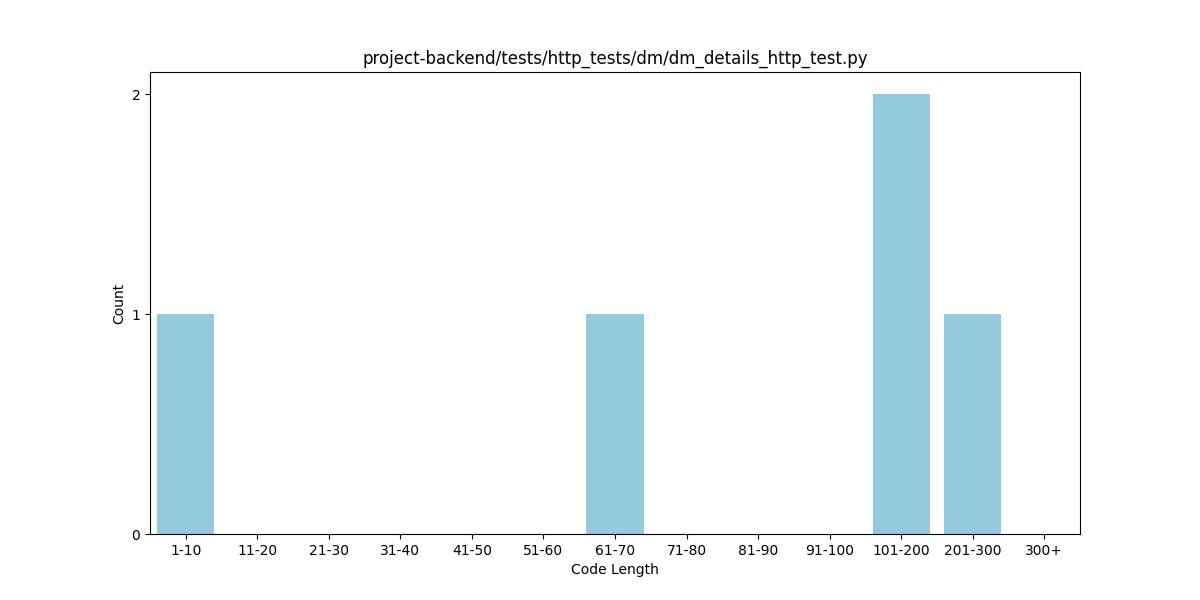 project-backend/tests/http_tests/dm/dm_details_http_test.py
2
1
0
Count
1-10 11-20 21-30 31-40 41-50 51-60 61-70 71-80 81-90 91-100 101-200 201-300 300+
Code Length